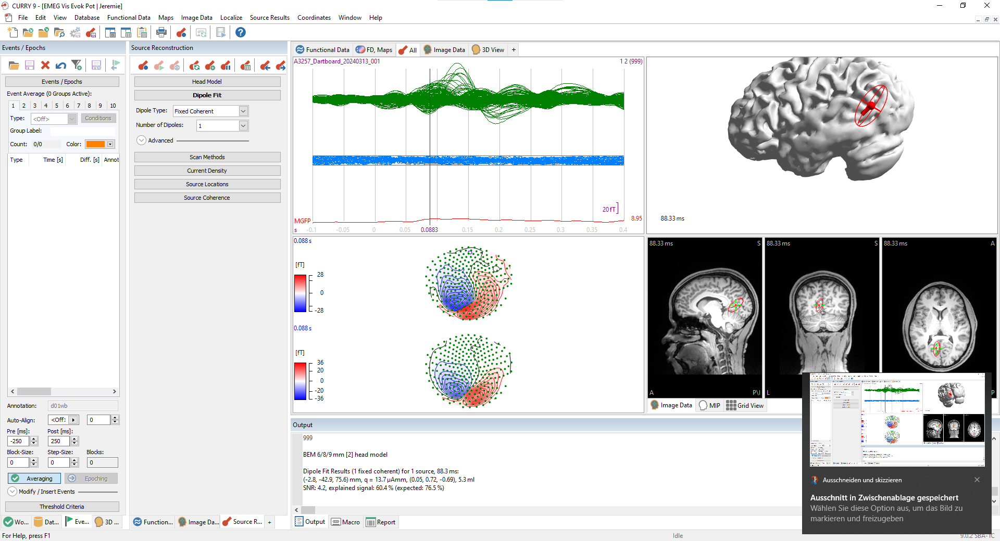 CURRY 9 - [EMEG Vis Evok Pot | Jeremie]
File Edit View Database Functional Data Maps Image Data Localize Source Results Coordinates Window Help
Events / Epochs
Events / Epochs
Event Average (0 Groups Active):
1 2 3 4 5 6 7 8 9 10
Type: <Off> Conditions
Group Label:
Count: 0/0 Color:
Type Time [s] Diff. [s] Annot
Annotation: d01wb
Auto-Align: <Off> 0
Pre [ms]: Post [ms]:
-250 250
Block-Size: Step-Size: Blocks:
0 0 0
Averaging Epoching
Modify / Insert Events
Threshold Criteria
Wo... Dat... Eve... 3D ...
Source Reconstruction
Head Model
Dipole Fit
Dipole Type: Fixed Coherent
Number of Dipoles: 1
Advanced
Scan Methods
Current Density
Source Locations
Source Coherence
Function... Image Da... Source R... +
Functional Data FD, Maps All Image Data 3D View +
A3257_Dartboard_20240313_001 1 2 (999)
20 fT
MGFP 8.95
s -0.1 -0.05 0 0.05 0.0883 0.15 0.2 0.25 0.3 0.35 0.4
88.33 ms
0.088 s
[fT]
28
0
-28
0.088 s
[fT]
36
20
0
-20
-36
88.33 ms S 88.33 ms S 88.33 ms A
A P\I L P
Image Data MIP Grid View
Output
999
BEM 6/8/9 mm [2] head model
Dipole Fit Results (1 fixed coherent) for 1 source, 88.3 ms:
(-2.8, -42.9, 75.6) mm, q = 13.7 µAmm, (0.05, 0.72, -0.69), 5.3 ml
SNR: 4.2, explained signal: 60.4 % (expected: 76.5 %)
Output Macro Report
Ausschneiden und skizzieren
Ausschnitt in Zwischenablage gespeichert
Wählen Sie diese Option aus, um das Bild zu
markieren und freizugeben
For Help, press F1 Idle 9.0.2 SBA- IC